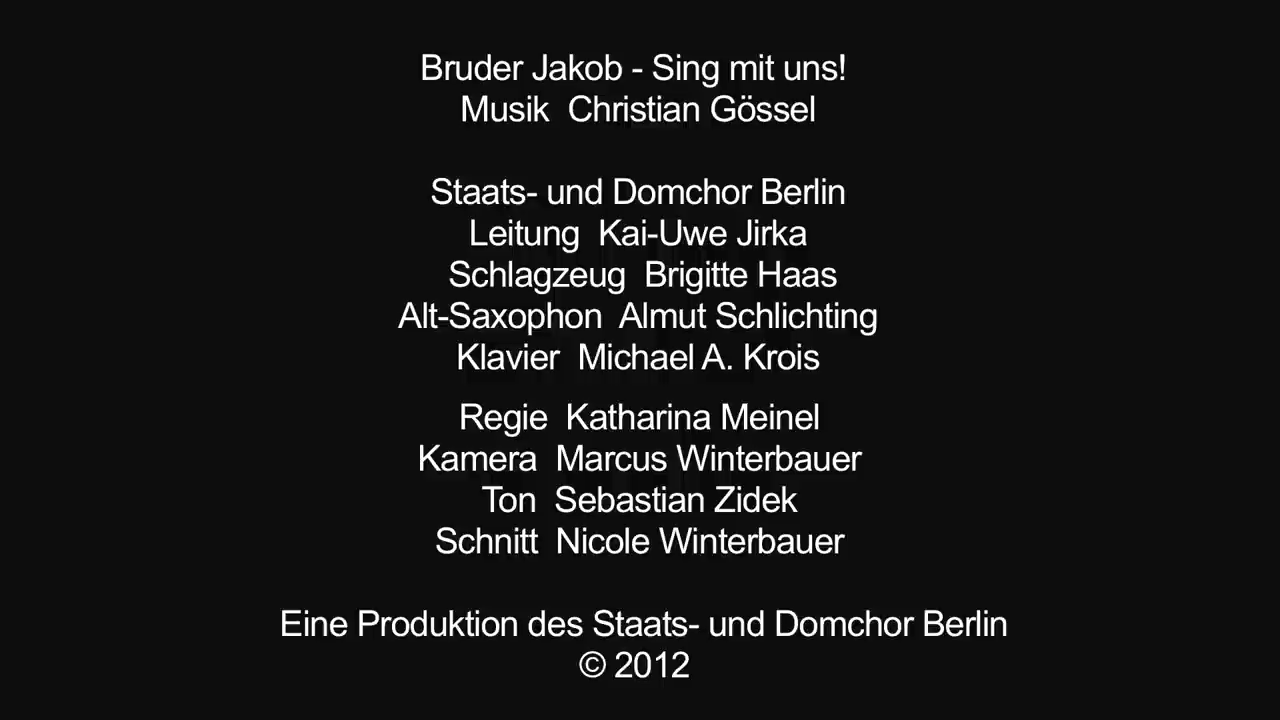 Bruder Jakob - Sing mit uns!
Musik Christian Gössel
Staats- und Domchor Berlin
Leitung Kai-Uwe Jirka
Schlagzeug Brigitte Haas
Alt-Saxophon Almut Schlichting
Klavier Michael A. Krois
Regie Katharina Meinel
Kamera Marcus Winterbauer
Ton Sebastian Zidek
Schnitt Nicole Winterbauer
Eine Produktion des Staats- und Domchor Berlin
© 2012